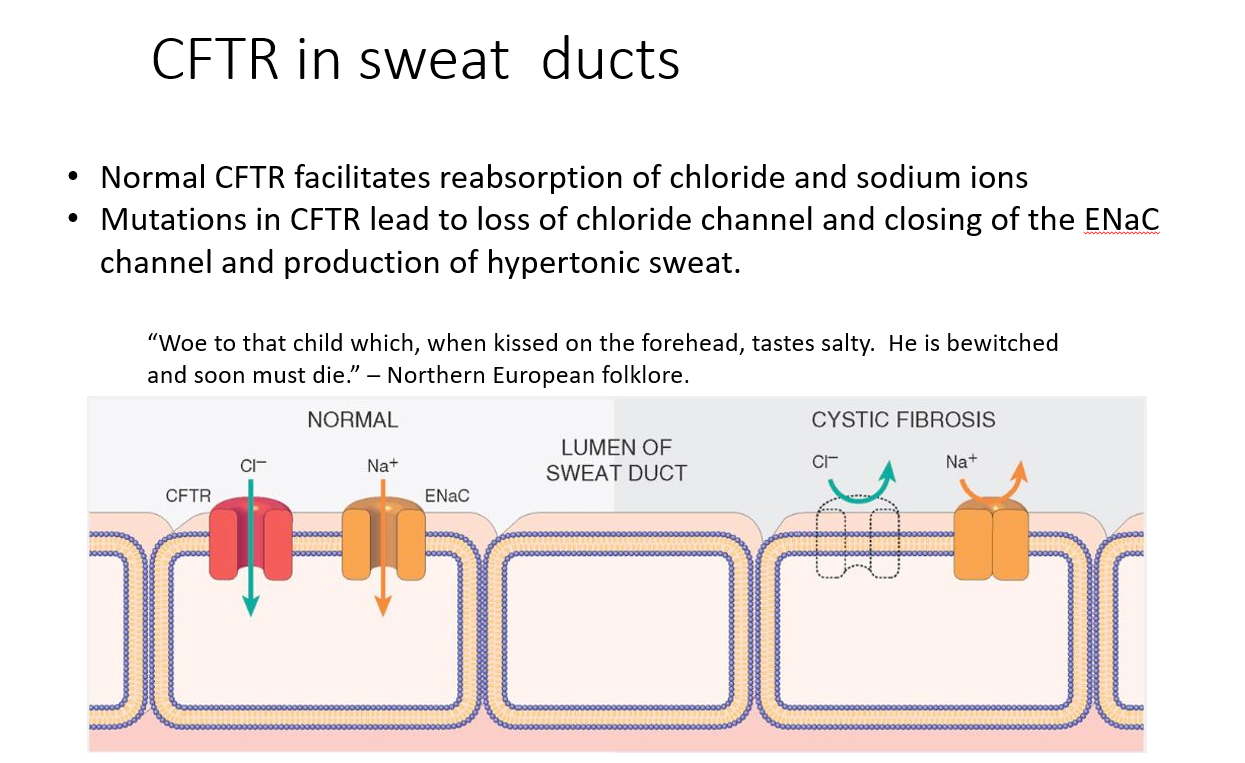 CFTR in sweat  ducts
• Normal CFTR facilitates reabsorption of chloride and sodium ions
• Mutations in CFTR lead to loss of chloride channel and closing of the ENaC
channel and production of hypertonic sweat.
“Woe to that child which, when kissed on the forehead, tastes salty.  He is bewitched
and soon must die.” – Northern European folklore.
NORMAL
CYSTIC FIBROSIS
LUMEN OF
SWEAT DUCT
Cl⁻
Na⁺
CFTR
ENaC
Cl⁻
Na⁺